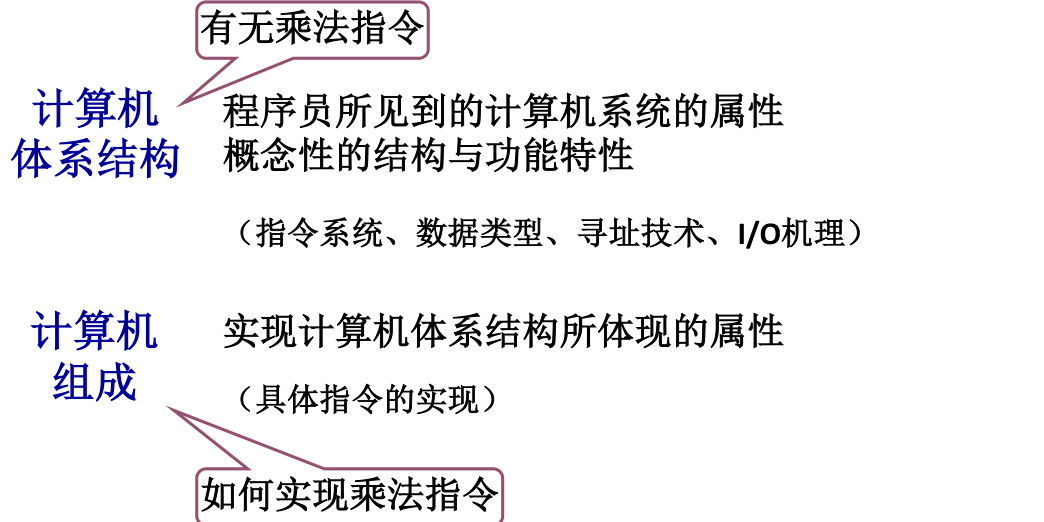 有无乘法指令
计算机
体系结构
程序员所见到的计算机系统的属性
概念性的结构与功能特性
（指令系统、数据类型、寻址技术、I/O机理）
计算机
组成
实现计算机体系结构所体现的属性
（具体指令的实现）
如何实现乘法指令